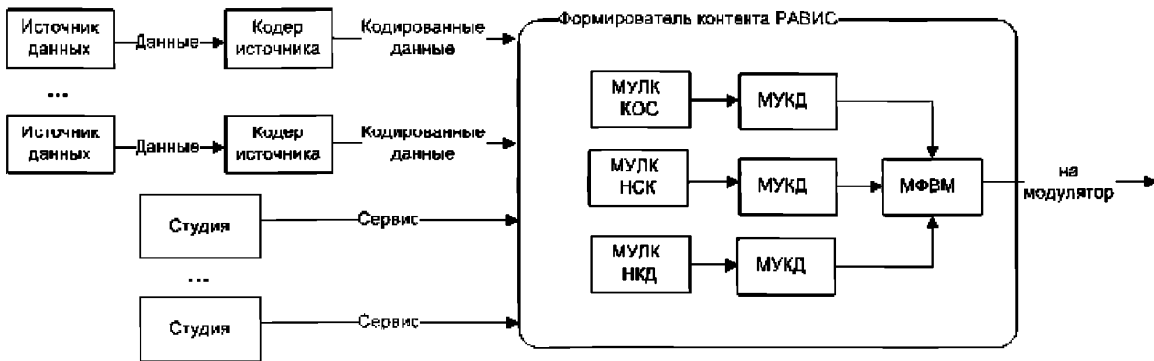 Формирователь контента РАВИС
Источник
данных
Данные
Кодер
источника
Кодированные
данные
...
Источник
данных
Данные
Кодер
источника
Кодированные
данные
Студия
Сервис
...
Студия
Сервис
МУЛК
КОС
МУКД
МУЛК
НСК
МУКД
МФВМ
МУЛК
НКД
МУКД
на
модулятор